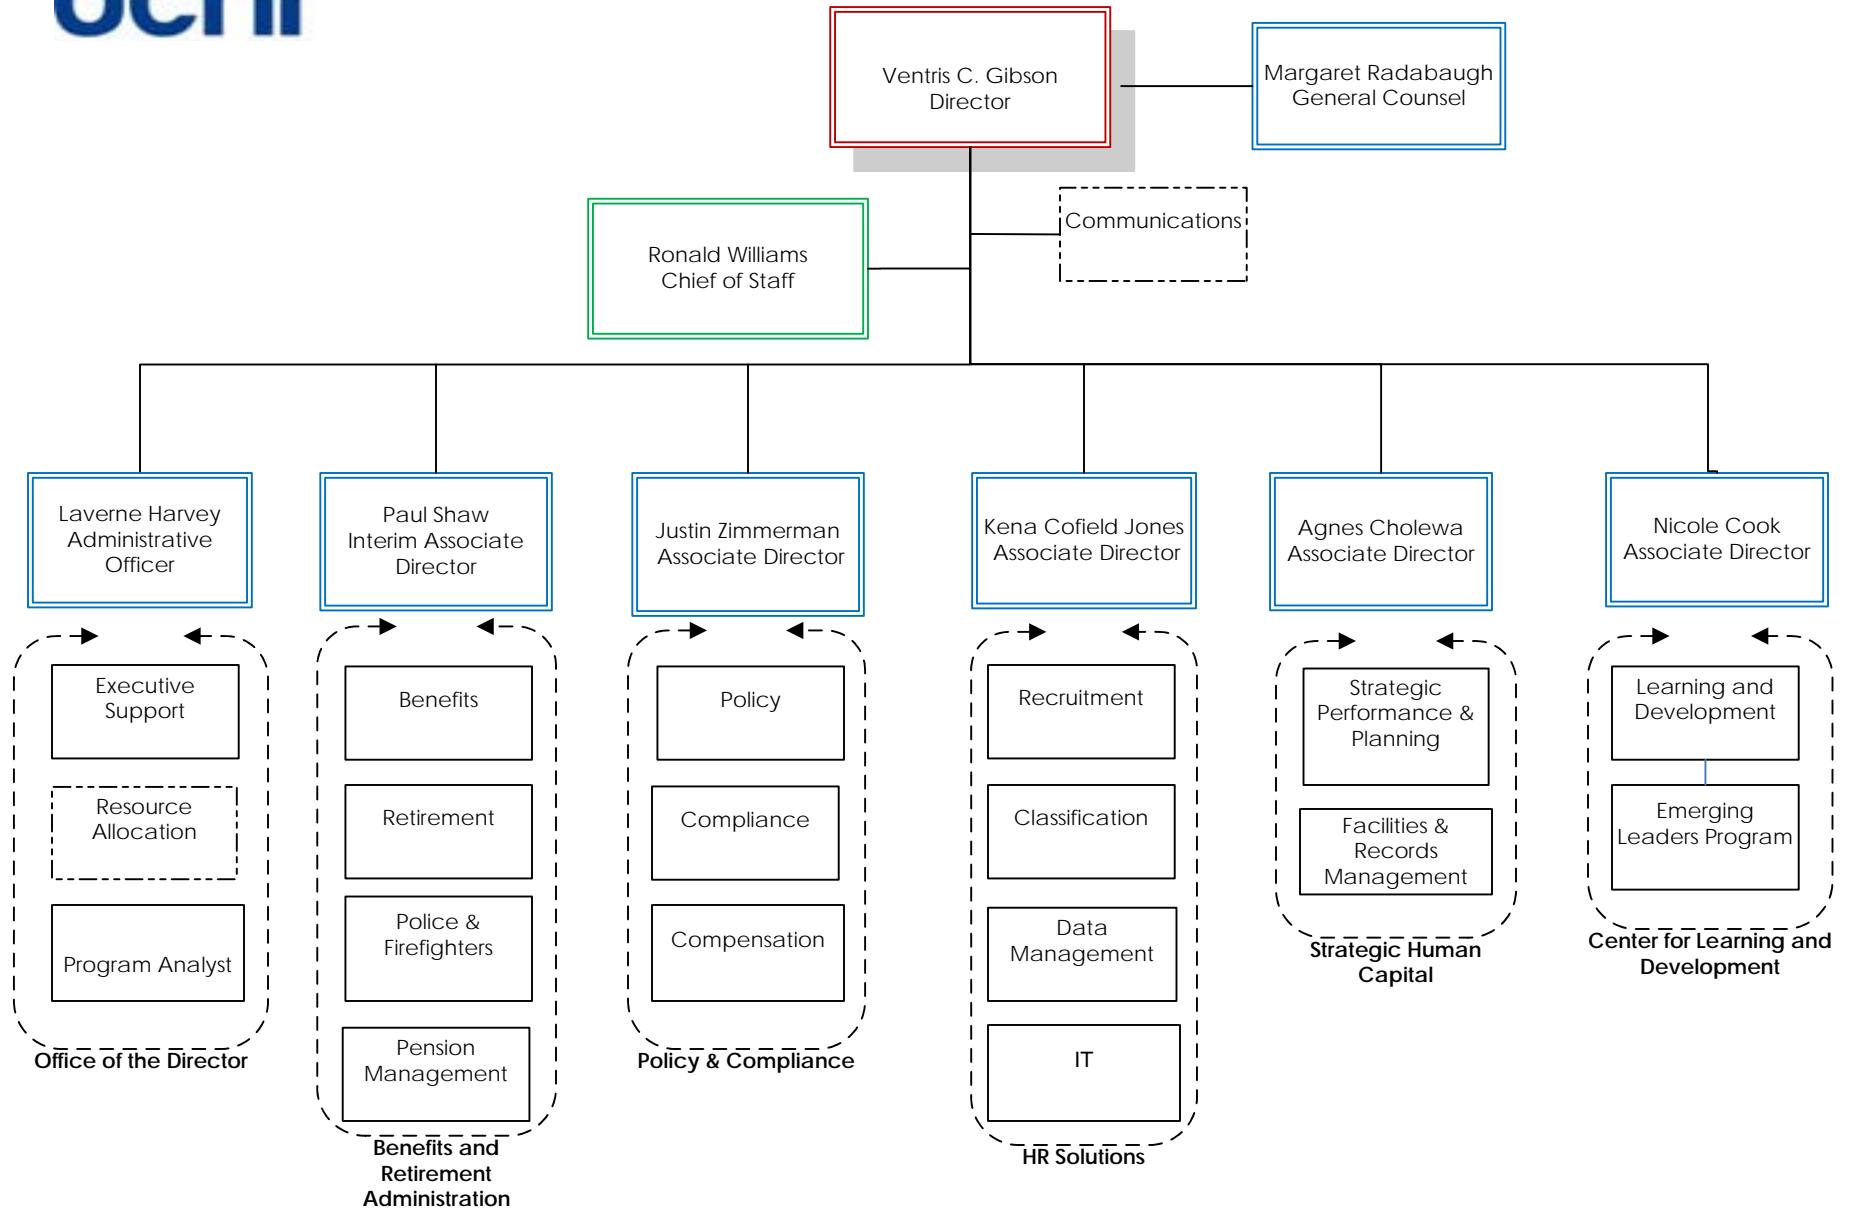 Ventris C. Gibson
Director
Margaret Radabaugh
General Counsel
Communications
Ronald Williams
Chief of Staff
Laverne Harvey
Administrative
Officer
Paul Shaw
Interim Associate
Director
Justin Zimmerman
Associate Director
Kena Cofield Jones
Associate Director
Agnes Cholewa
Associate Director
Nicole Cook
Associate Director
Executive
Support
Resource
Allocation
Program Analyst
Office of the Director
Benefits
Retirement
Police &
Firefighters
Pension
Management
Benefits and
Retirement
Administration
Policy
Compliance
Compensation
Policy & Compliance
Recruitment
Classification
Data
Management
IT
HR Solutions
Strategic
Performance &
Planning
Facilities &
Records
Management
Strategic Human
Capital
Learning and
Development
Emerging
Leaders Program
Center for Learning and
Development